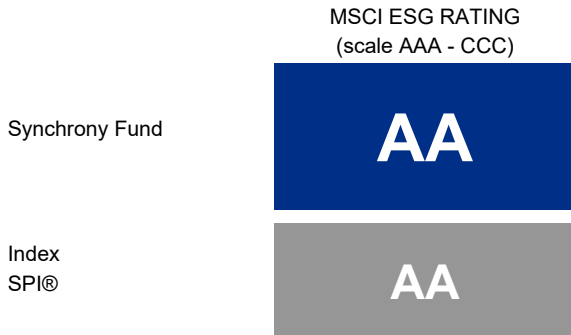 MSCI ESG RATING
(scale AAA - CCC)
Synchrony Fund
AA
Index
SPI®
AA